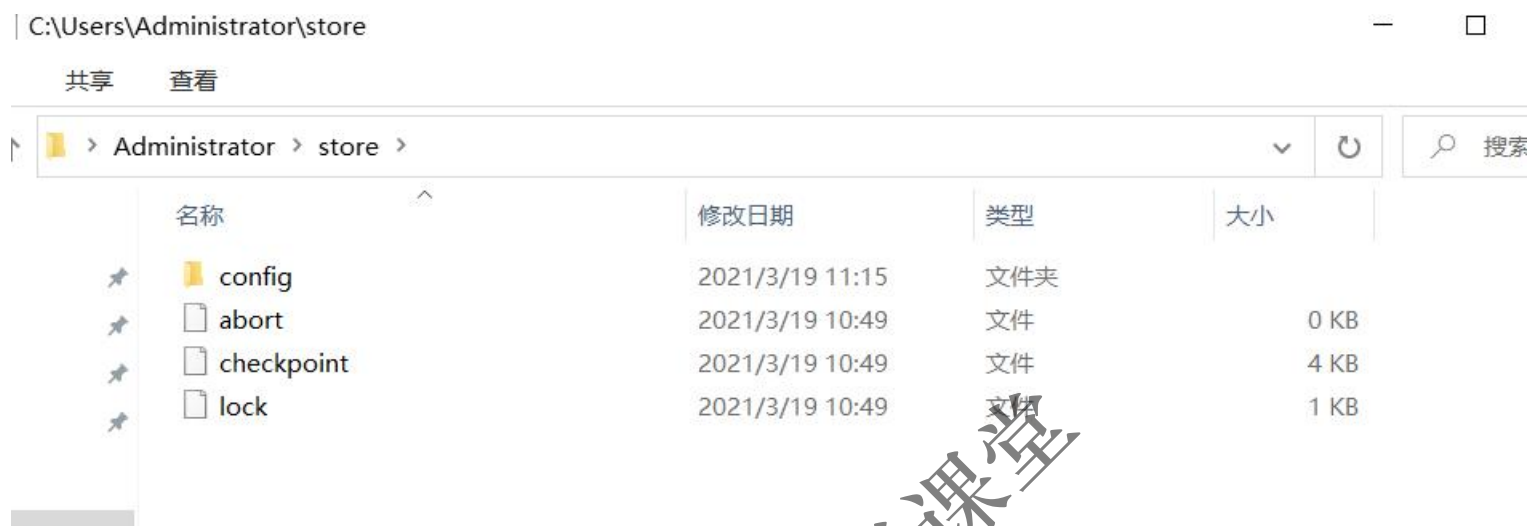 C:\Users\Administrator\store
共享 查看
Administrator > store >
搜索
名称 修改日期 类型 大小
config 2021/3/19 11:15 文件夹
abort 2021/3/19 10:49 文件 0 KB
checkpoint 2021/3/19 10:49 文件 4 KB
lock 2021/3/19 10:49 文件 1 KB
课堂